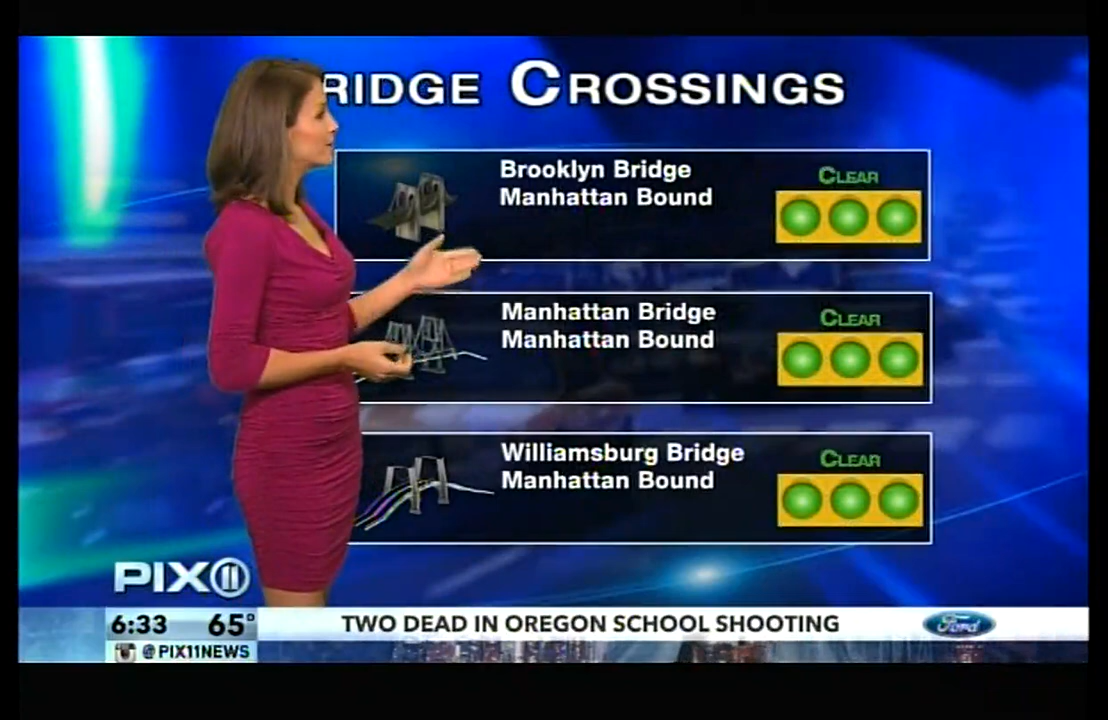 RIDGE CROSSINGS
Brooklyn Bridge
Manhattan Bound
CLEAR
Manhattan Bridge
Manhattan Bound
CLEAR
Williamsburg Bridge
Manhattan Bound
CLEAR
PIX11
6:33 65°
TWO DEAD IN OREGON SCHOOL SHOOTING
Ford
@PIX11NEWS